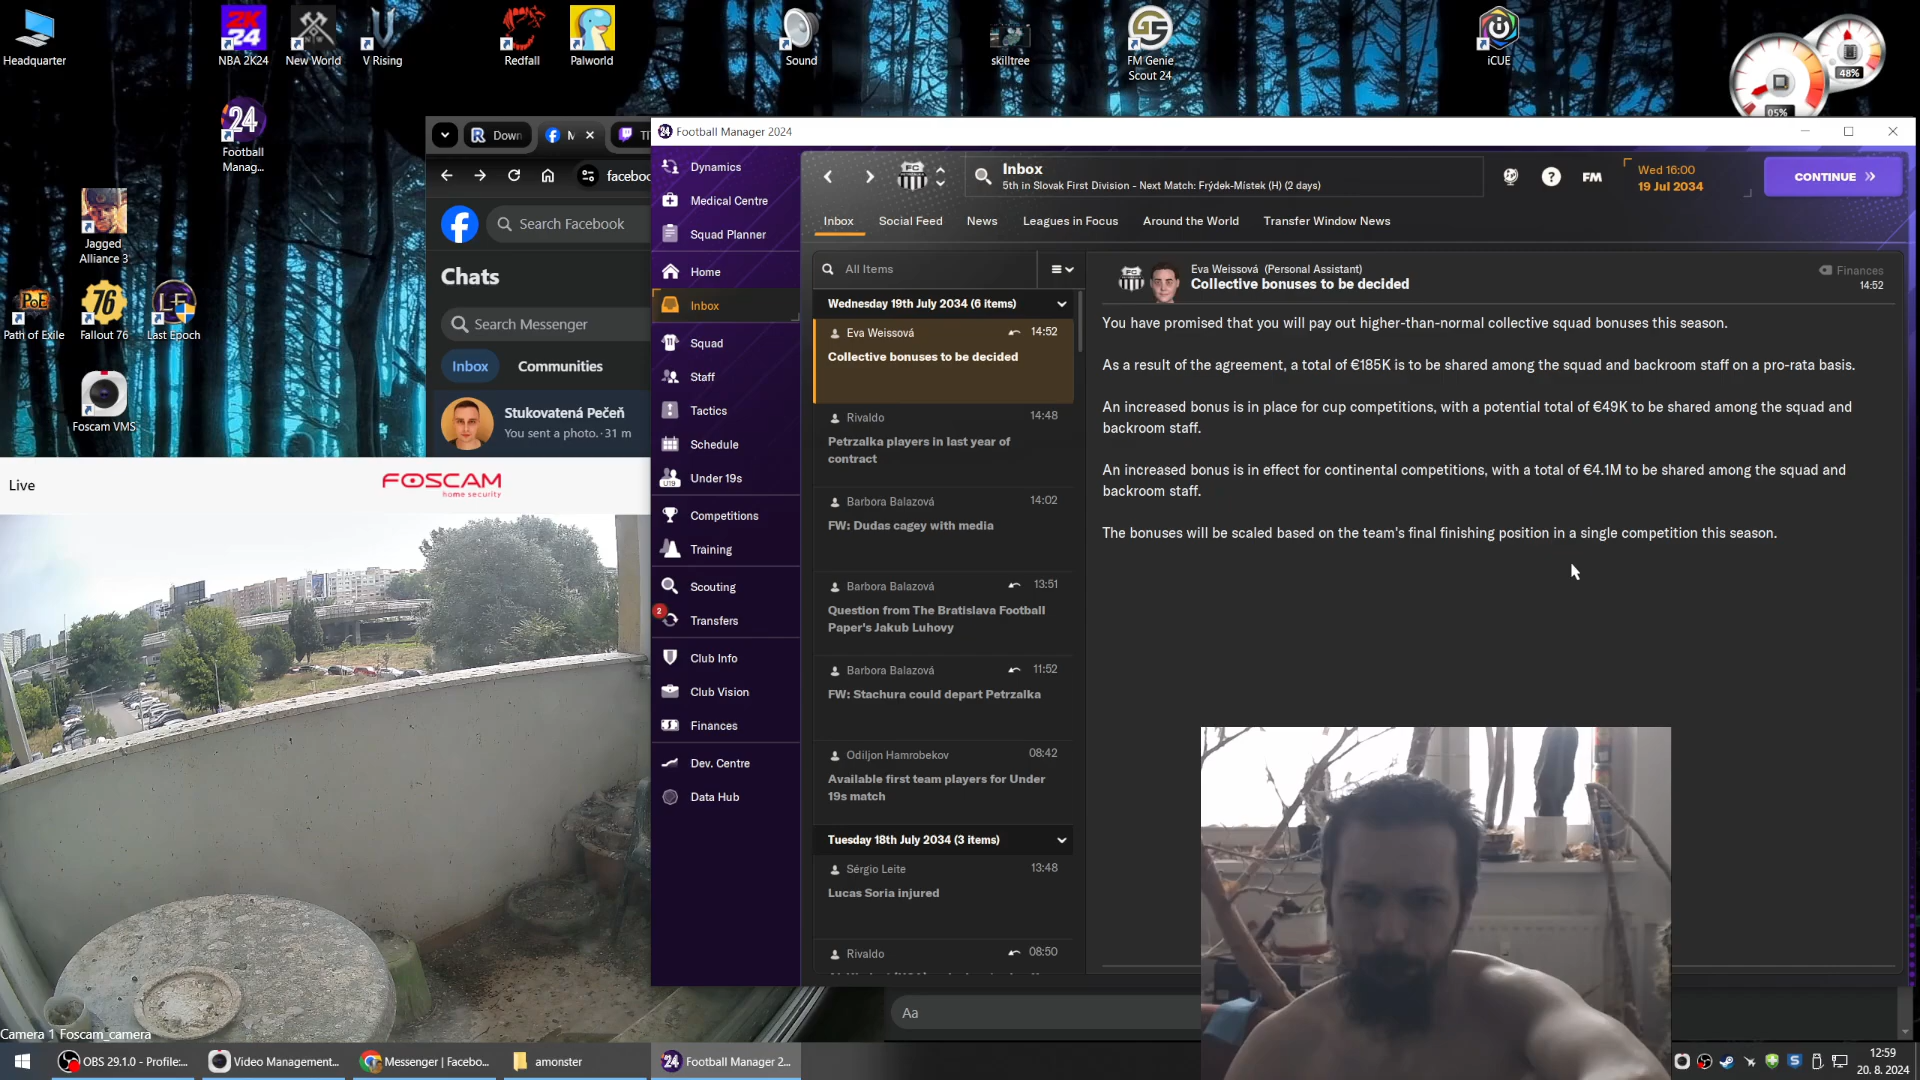 Headquarter
NBA 2K24
New World
V Rising
Redfall
Palworld
Sound
skilltree
FM Genie
Scout 24
iCUE
48%
05%
Football
Manag...
Jagged
Alliance 3
Path of Exile
Fallout 76
Last Epoch
Foscam VMS
Down
faceboo
Search Facebook
Chats
Search Messenger
Inbox
Communities
Stukovatená Pečeň
You sent a photo. · 31 m
Live
FOSCAM
home security
Camera 1 Foscam_camera
Football Manager 2024
Dynamics
Medical Centre
Squad Planner
Home
Inbox
Squad
Staff
Tactics
Schedule
Under 19s
Competitions
Training
Scouting
2
Transfers
Club Info
Club Vision
Finances
Dev. Centre
Data Hub
Inbox
5th in Slovak First Division - Next Match: Frýdek-Místek (H) (2 days)
FM
Wed 16:00
19 Jul 2034
CONTINUE
Inbox
Social Feed
News
Leagues in Focus
Around the World
Transfer Window News
All Items
Wednesday 19th July 2034 (6 items)
Eva Weissová
14:52
Collective bonuses to be decided
Rivaldo
14:48
Petrzalka players in last year of
contract
Barbora Balazová
14:02
FW: Dudas cagey with media
Barbora Balazová
13:51
Question from The Bratislava Football
Paper's Jakub Luhovy
Barbora Balazová
11:52
FW: Stachura could depart Petrzalka
Odiljon Hamrobekov
08:42
Available first team players for Under
19s match
Tuesday 18th July 2034 (3 items)
Sérgio Leite
13:48
Lucas Soria injured
Rivaldo
08:50
Eva Weissová (Personal Assistant)
Collective bonuses to be decided
Finances
14:52
You have promised that you will pay out higher-than-normal collective squad bonuses this season.
As a result of the agreement, a total of €185K is to be shared among the squad and backroom staff on a pro-rata basis.
An increased bonus is in place for cup competitions, with a potential total of €49K to be shared among the squad and
backroom staff.
An increased bonus is in effect for continental competitions, with a total of €4.1M to be shared among the squad and
backroom staff.
The bonuses will be scaled based on the team's final finishing position in a single competition this season.
Aa
OBS 29.1.0 - Profile:...
Video Management...
Messenger | Facebo...
amonster
Football Manager 2...
12:59
20. 8. 2024